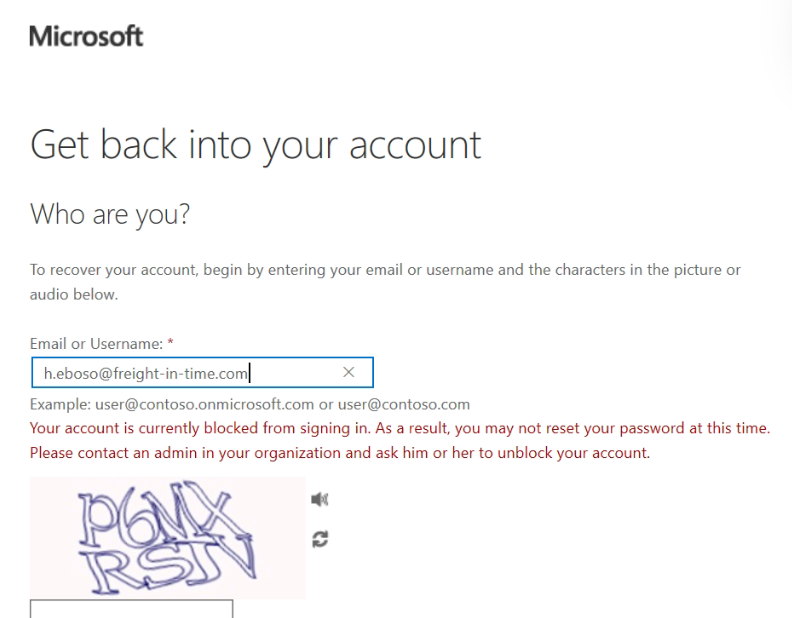 Microsoft
Get back into your account
Who are you?
To recover your account, begin by entering your email or username and the characters in the picture or
audio below.
Email or Username: *
h.eboso@freight-in-time.com
Example: user@contoso.onmicrosoft.com or user@contoso.com
Your account is currently blocked from signing in. As a result, you may not reset your password at this time.
Please contact an admin in your organization and ask him or her to unblock your account.